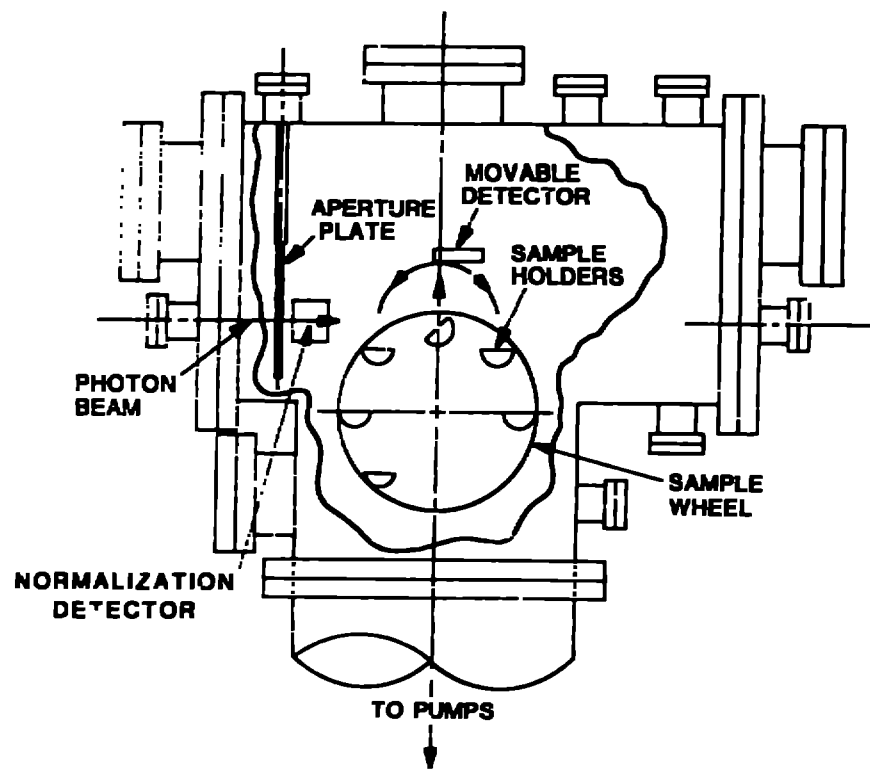 MOVABLE
DETECTOR
APERTURE
PLATE
SAMPLE
HOLDERS
PHOTON
BEAM
SAMPLE
WHEEL
NORMALIZATION
DETECTOR
TO PUMPS